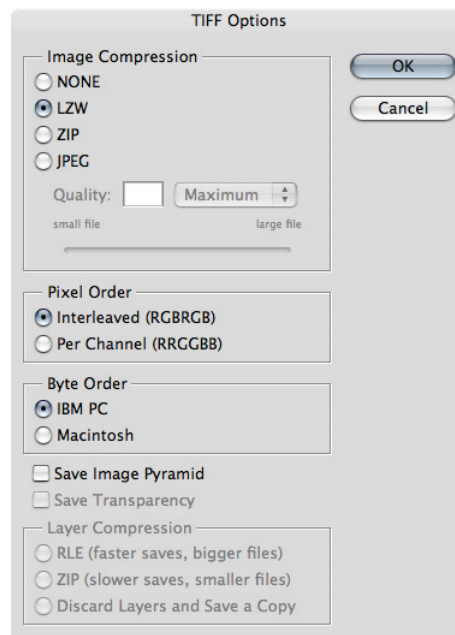 TIFF Options
Image Compression
NONE
LZW
ZIP
JPEG
Quality: Maximum
small file large file
OK
Cancel
Pixel Order
Interleaved (RGBRGB)
Per Channel (RRGGBB)
Byte Order
IBM PC
Macintosh
Save Image Pyramid
Save Transparency
Layer Compression
RLE (faster saves, bigger files)
ZIP (slower saves, smaller files)
Discard Layers and Save a Copy